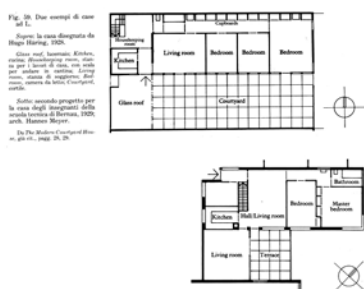 Fig. 59. Due esempi di case
ad L.
Sopra: la casa disegnata da
Hugo Häring, 1928.
Glass roof, lucernaio; Kitchen,
cucina; Housekeeping room, stan-
za per i lavori di casa, con scala
per andare in cantina; Living
room, stanza di soggiorno; Bed-
room, camera da letto; Courtyard,
cortile.
Sotto: secondo progetto per
la casa degli insegnanti della
scuola tecnica di Bernau, 1929;
arch. Hannes Meyer.
Da The Modern Courtyard Hou-
se, già cit., pagg. 28, 29.
Cupboards
Housekeeping
room
Kitchen
Living room
Bedroom
Bedroom
Bedroom
Glass roof
Courtyard
Bathroom
Kitchen
Hall/Living room
Bedroom
Master
bedroom
Living room
Terrace